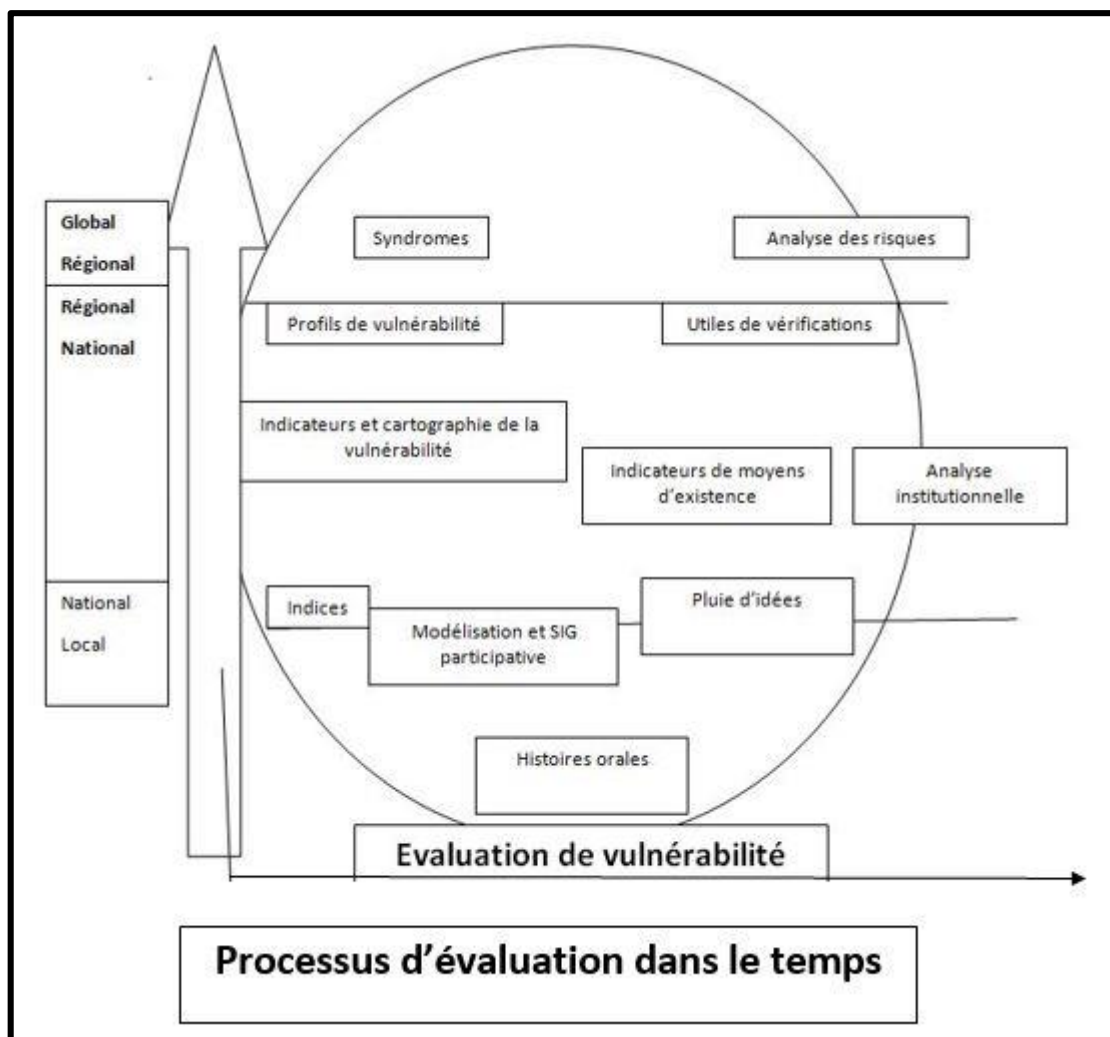 Global
Régional
Régional
National
National
Local
Syndromes
Analyse des risques
Profils de vulnérabilité
Utiles de vérifications
Indicateurs et cartographie de la
vulnérabilité
Indicateurs de moyens
d'existence
Analyse
institutionnelle
Indices
Modélisation et SIG
participative
Pluie d'idées
Histoires orales
Evaluation de vulnérabilité
Processus d'évaluation dans le temps